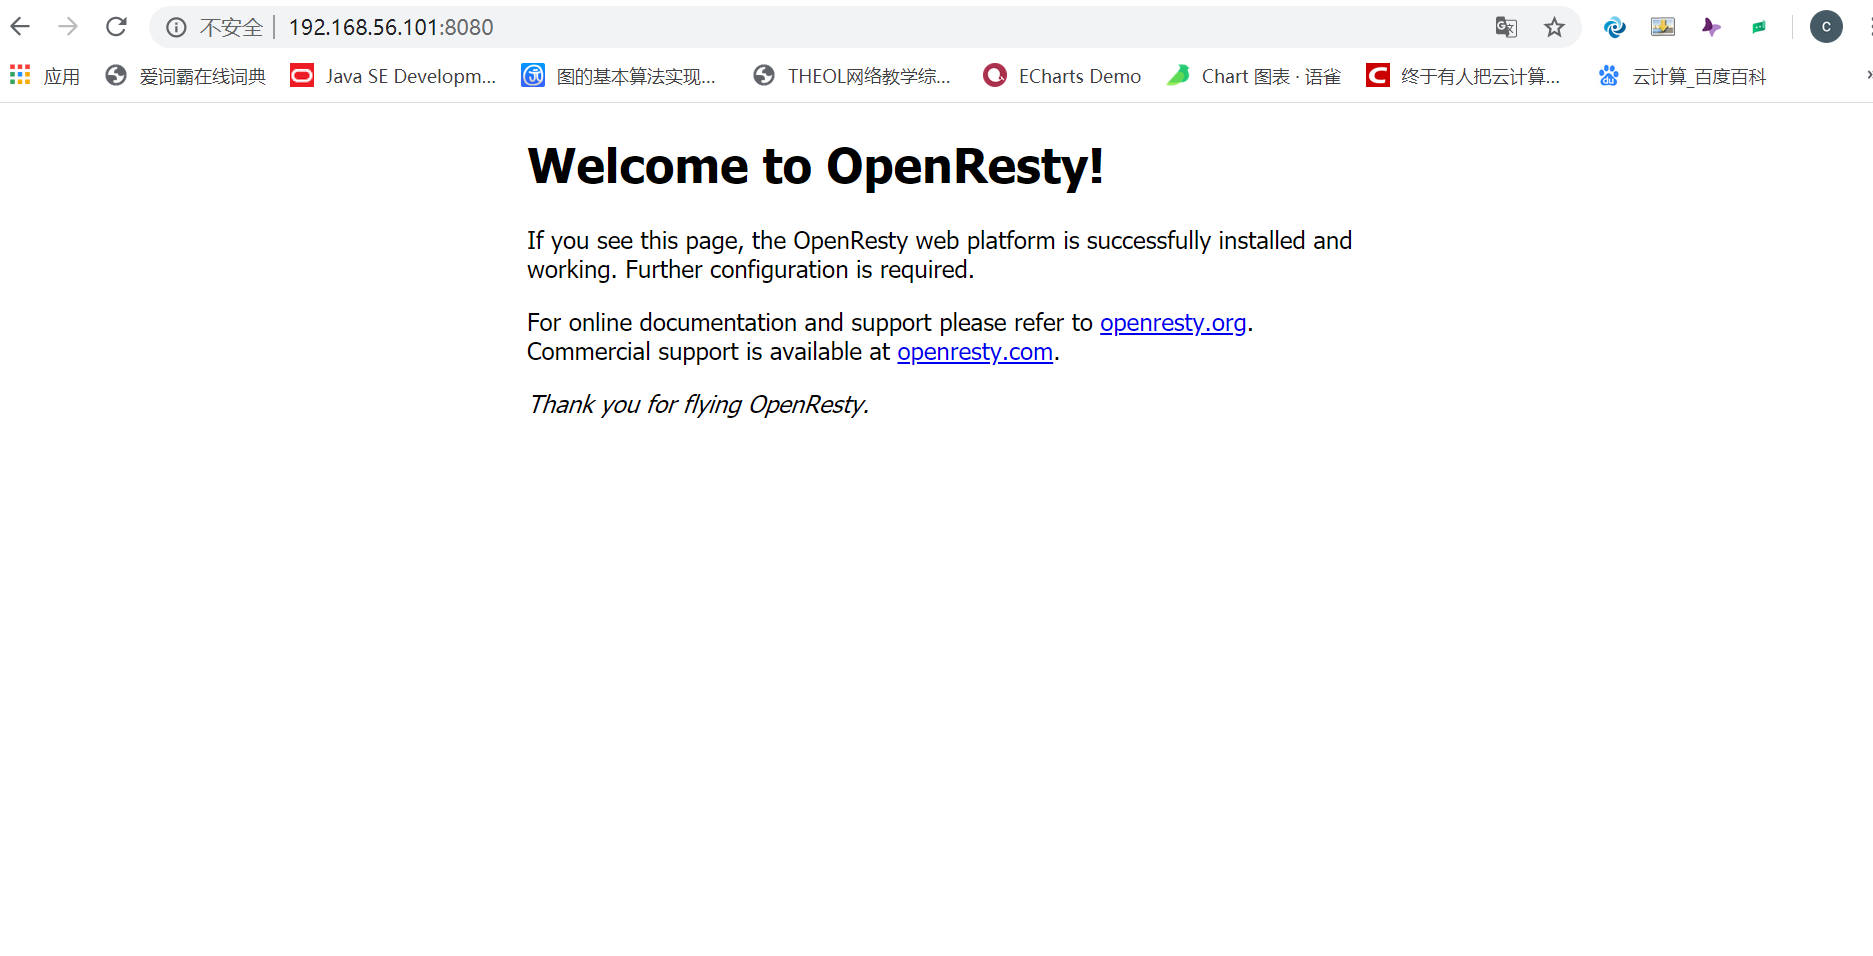 不安全 192.168.56.101:8080
应用 爱词霸在线词典 Java SE Developm... 图的基本算法实现... THEOL网络教学综... ECharts Demo Chart 图表 · 语雀 终于有人把云计算... 云计算_百度百科
Welcome to OpenResty!
If you see this page, the OpenResty web platform is successfully installed and
working. Further configuration is required.
For online documentation and support please refer to openresty.org.
Commercial support is available at openresty.com.
Thank you for flying OpenResty.